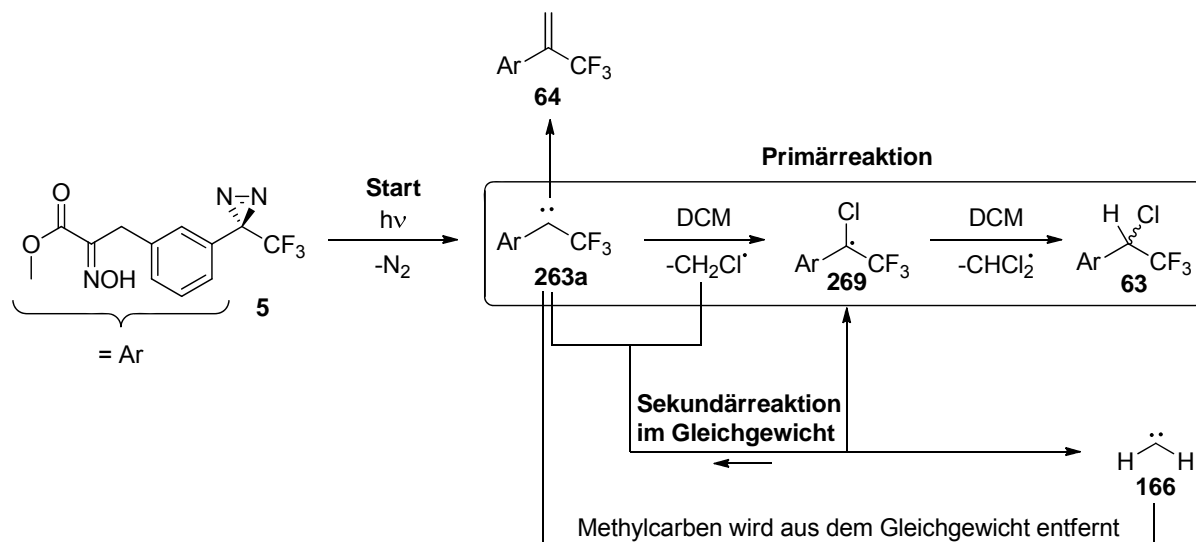 Ar
CF3
64
Primärreaktion
N N
O
O
NOH
CF3
5
= Ar
Start
hν
-N2
Ar
CF3
263a
DCM
-CH2Cl•
Cl
Ar
CF3
269
DCM
-CHCl2•
H
Cl
Ar
CF3
63
Sekundärreaktion
im Gleichgewicht
H
H
166
Methylcarben wird aus dem Gleichgewicht entfernt